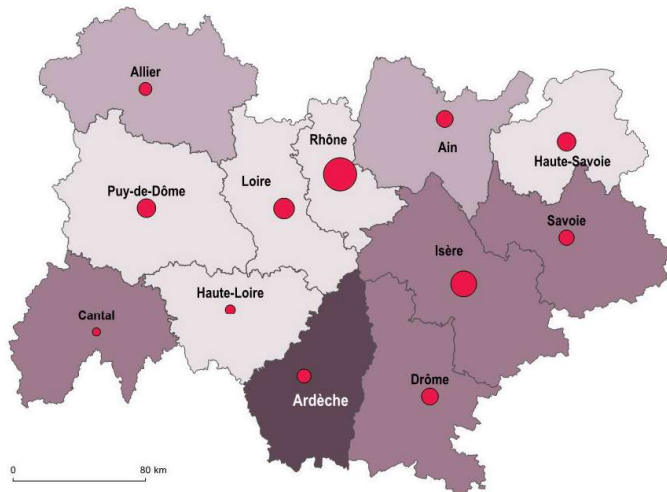 Allier
Ain
Rhône
Haute-Savoie
Puy-de-Dôme
Loire
Savoie
Isère
Haute-Loire
Cantal
Drôme
Ardèche
0 80 km